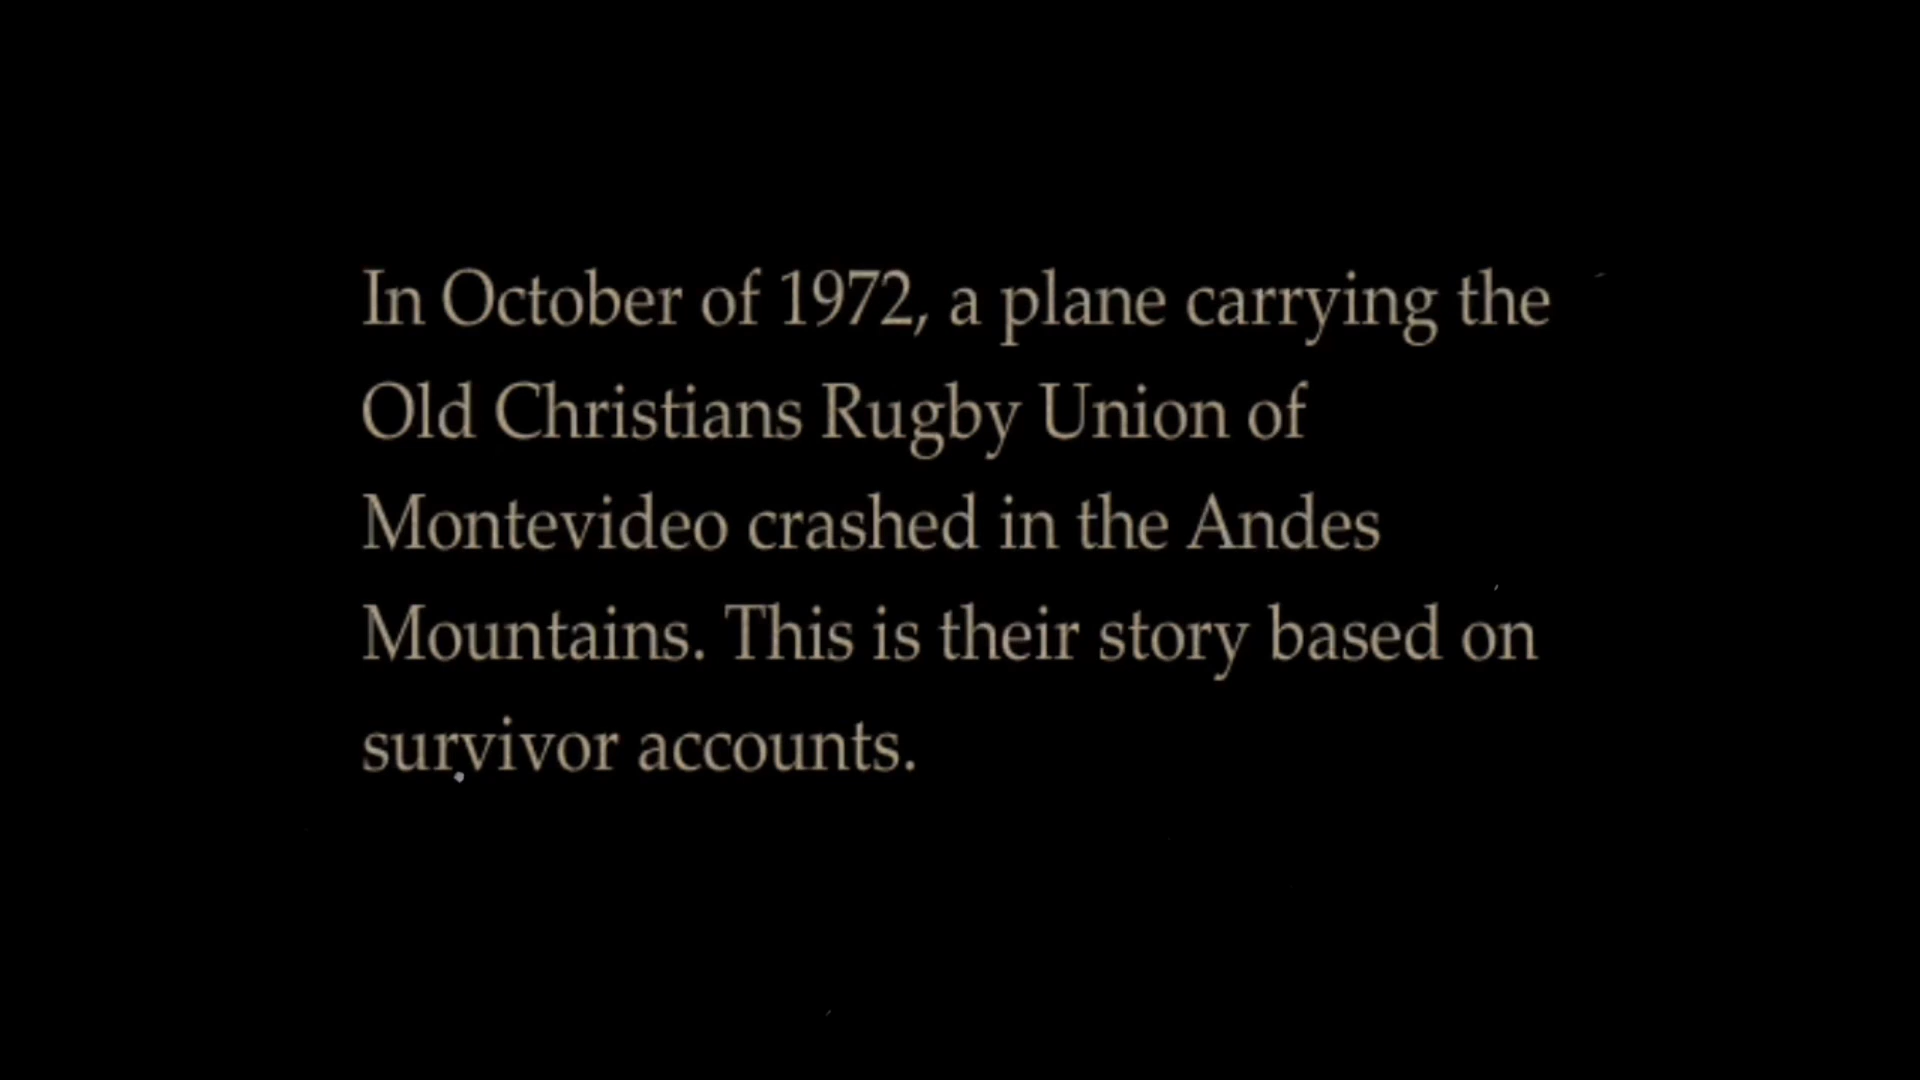 In October of 1972, a plane carrying the
Old Christians Rugby Union of
Montevideo crashed in the Andes
Mountains. This is their story based on
survivor accounts.